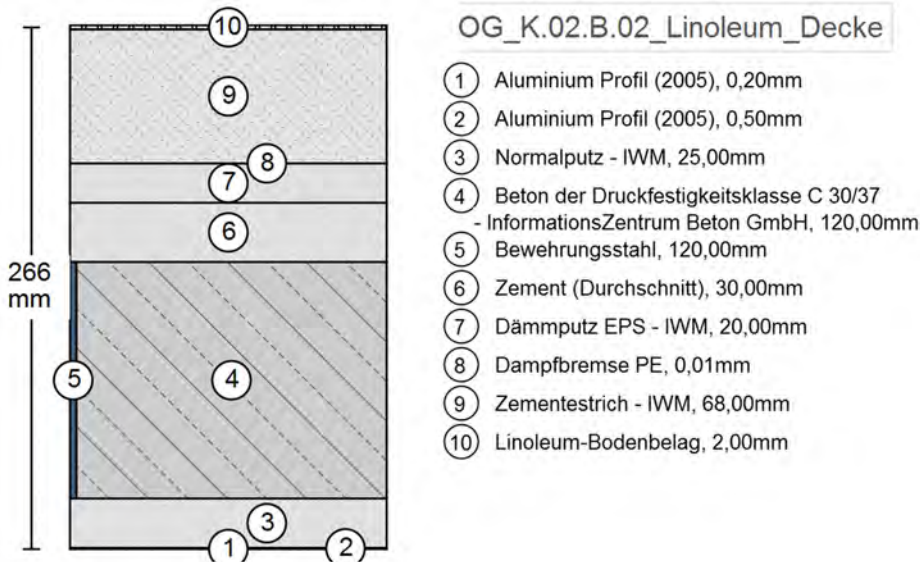 OG_K.02.B.02_Linoleum_Decke
1 Aluminium Profil (2005), 0,20mm
2 Aluminium Profil (2005), 0,50mm
3 Normalputz - IWM, 25,00mm
4 Beton der Druckfestigkeitsklasse C 30/37
- InformationsZentrum Beton GmbH, 120,00mm
5 Bewehrungsstahl, 120,00mm
6 Zement (Durchschnitt), 30,00mm
7 Dämmputz EPS - IWM, 20,00mm
8 Dampfbremse PE, 0,01mm
9 Zementestrich - IWM, 68,00mm
10 Linoleum-Bodenbelag, 2,00mm
266
mm
10
9
8
7
6
5
4
3
1
2